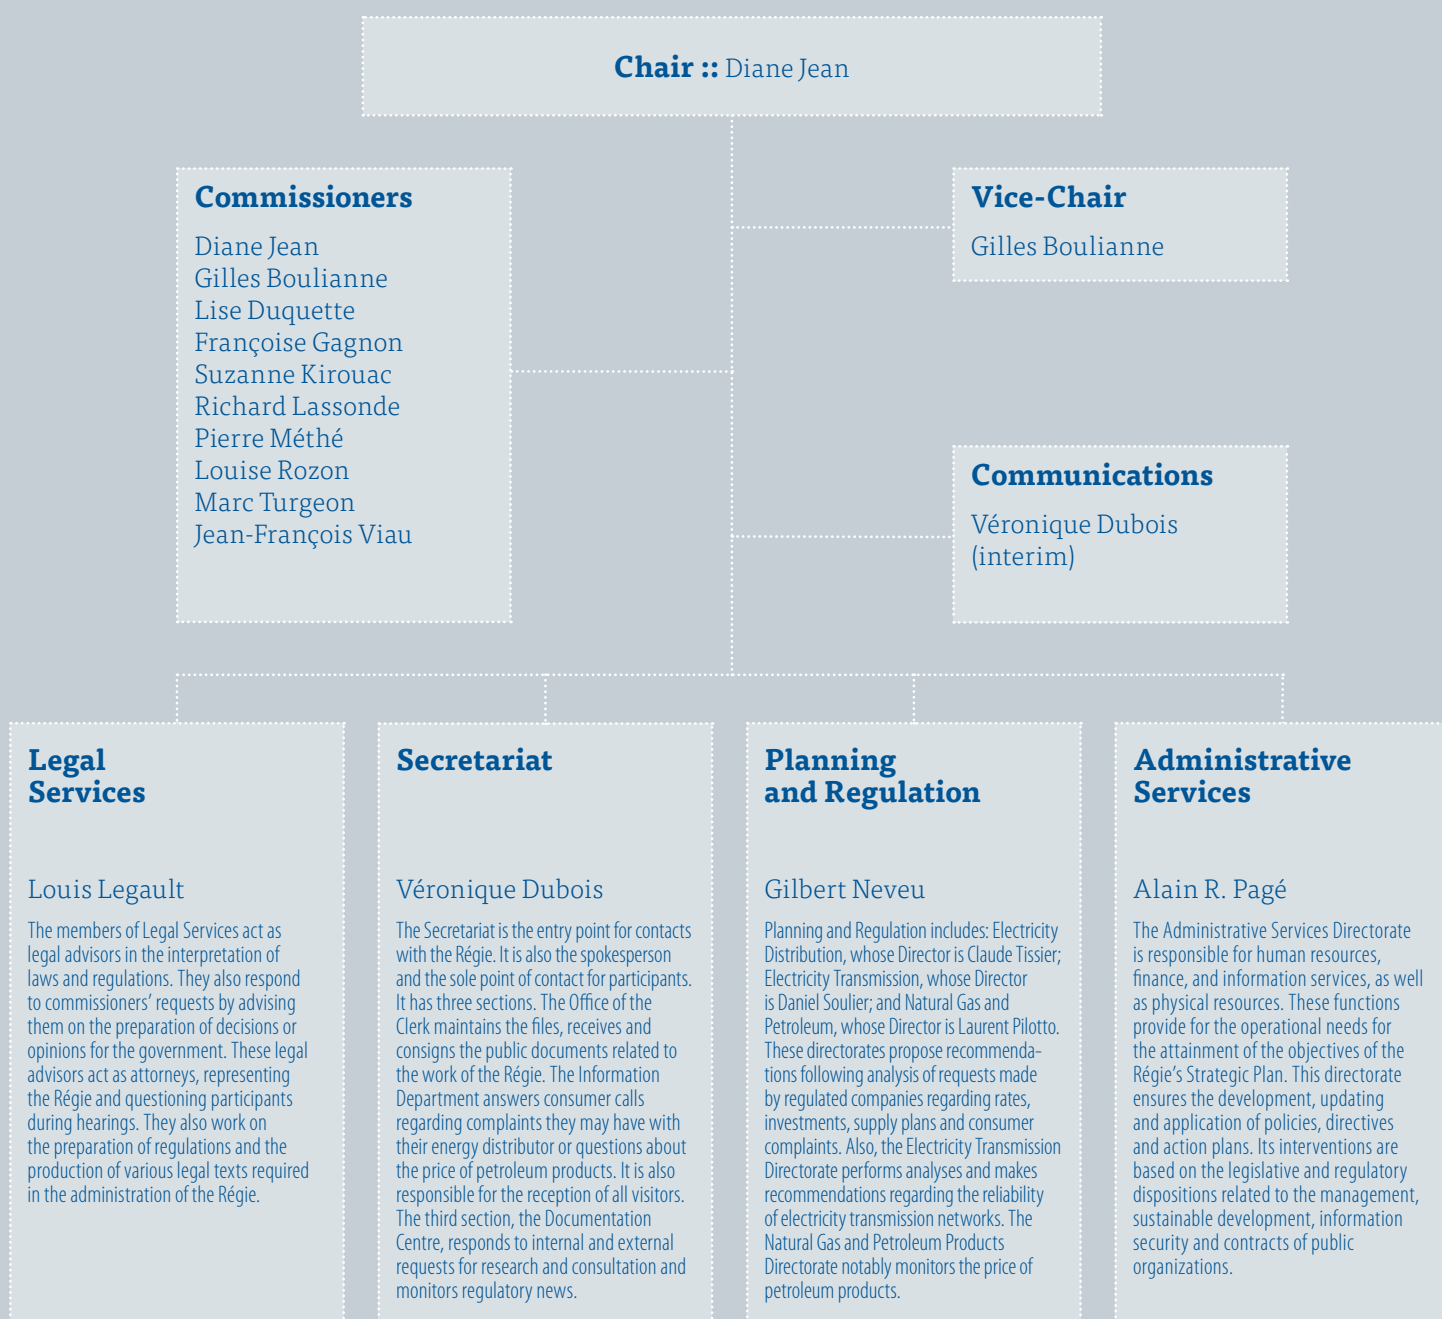 Chair :: Diane Jean
Commissioners
Diane Jean
Gilles Boulianne
Lise Duquette
Françoise Gagnon
Suzanne Kirouac
Richard Lassonde
Pierre Méthé
Louise Rozon
Marc Turgeon
Jean-François Viau
Vice-Chair
Gilles Boulianne
Communications
Véronique Dubois
(interim)
Legal
Services
Louis Legault
The members of Legal Services act as
legal advisors in the interpretation of
laws and regulations. They also respond
to commissioners’ requests by advising
them on the preparation of decisions or
opinions for the government. These legal
advisors act as attorneys, representing
the Régie and questioning participants
during hearings. They also work on
the preparation of regulations and the
production of various legal texts required
in the administration of the Régie.
Secretariat
Véronique Dubois
The Secretariat is the entry point for contacts
with the Régie. It is also the spokesperson
and the sole point of contact for participants.
It has three sections. The Office of the
Clerk maintains the files, receives and
consigns the public documents related to
the work of the Régie. The Information
Department answers consumer calls
regarding complaints they may have with
their energy distributor or questions about
the price of petroleum products. It is also
responsible for the reception of all visitors.
The third section, the Documentation
Centre, responds to internal and external
requests for research and consultation and
monitors regulatory news.
Planning
and Regulation
Gilbert Neveu
Planning and Regulation includes: Electricity
Distribution, whose Director is Claude Tissier;
Electricity Transmission, whose Director
is Daniel Soulier; and Natural Gas and
Petroleum, whose Director is Laurent Pilotto.
These directorates propose recommenda-
tions following analysis of requests made
by regulated companies regarding rates,
investments, supply plans and consumer
complaints. Also, the Electricity Transmission
Directorate performs analyses and makes
recommendations regarding the reliability
of electricity transmission networks. The
Natural Gas and Petroleum Products
Directorate notably monitors the price of
petroleum products.
Administrative
Services
Alain R. Pagé
The Administrative Services Directorate
is responsible for human resources,
finance, and information services, as well
as physical resources. These functions
provide for the operational needs for
the attainment of the objectives of the
Régie’s Strategic Plan. This directorate
ensures the development, updating
and application of policies, directives
and action plans. Its interventions are
based on the legislative and regulatory
dispositions related to the management,
sustainable development, information
security and contracts of public
organizations.